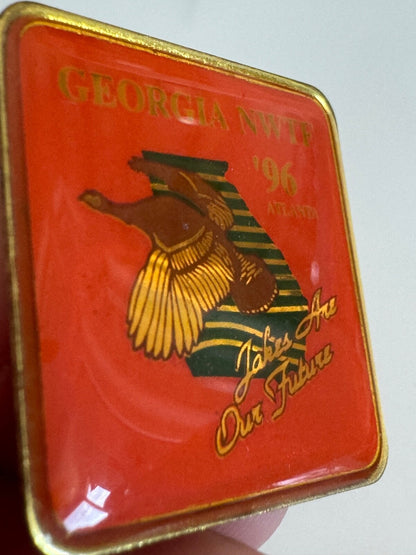 GEORGIA NWTF
'96
ATLANTA
Jakes Are
Our Future